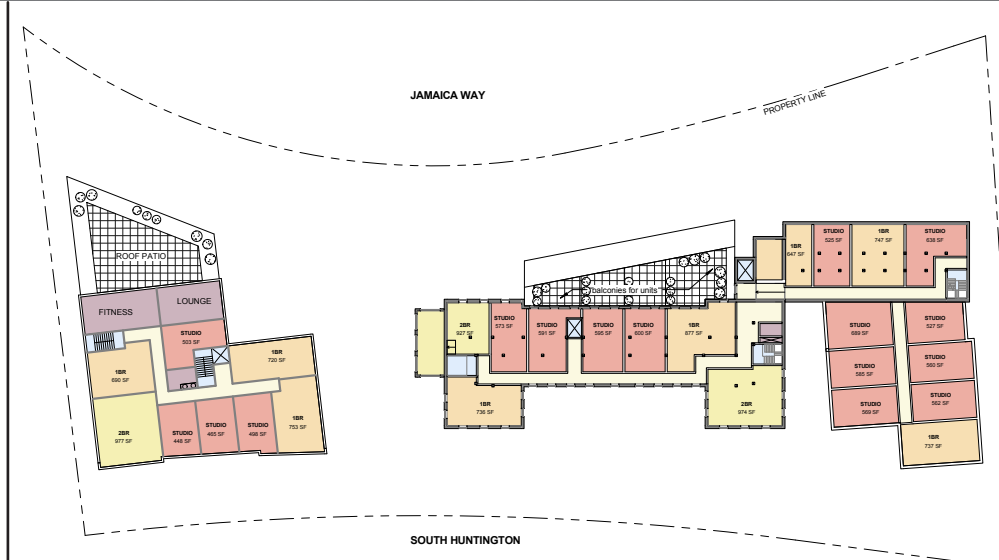 JAMAICA WAY
PROPERTY LINE
ROOF PATIO
FITNESS
LOUNGE
STUDIO
503 SF
1BR
690 SF
1BR
720 SF
2BR
977 SF
STUDIO
448 SF
STUDIO
465 SF
STUDIO
498 SF
1BR
753 SF
balconies for units
2BR
927 SF
STUDIO
573 SF
STUDIO
591 SF
STUDIO
595 SF
STUDIO
600 SF
1BR
877 SF
1BR
736 SF
2BR
974 SF
1BR
647 SF
STUDIO
525 SF
1BR
747 SF
STUDIO
638 SF
STUDIO
689 SF
STUDIO
527 SF
STUDIO
585 SF
STUDIO
560 SF
STUDIO
569 SF
STUDIO
562 SF
1BR
737 SF
SOUTH HUNTINGTON